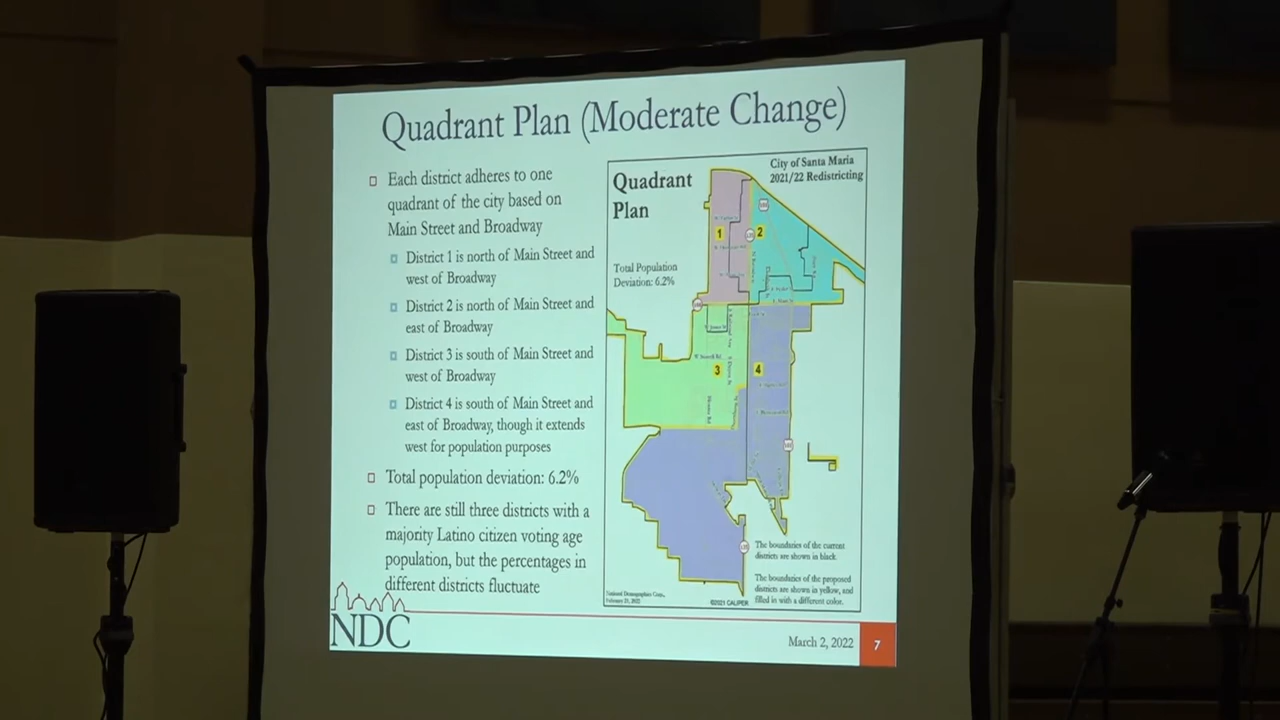 Quadrant Plan (Moderate Change)
Each district adheres to one
quadrant of the city based on
Main Street and Broadway
District 1 is north of Main Street and
west of Broadway
District 2 is north of Main Street and
east of Broadway
District 3 is south of Main Street and
west of Broadway
District 4 is south of Main Street and
east of Broadway, though it extends
west for population purposes
Total population deviation: 6.2%
There are still three districts with a
majority Latino citizen voting age
population, but the percentages in
different districts fluctuate
City of Santa Maria
2021/22 Redistricting
Quadrant
Plan
Total Population
Deviation: 6.2%
1
2
3
4
The boundaries of the current
districts are shown in black.
The boundaries of the proposed
districts are shown in yellow, and
filled in with a different color.
National Demographics Corp.,
February 21, 2022
©2021 CALIPER
NDC
March 2, 2022
7